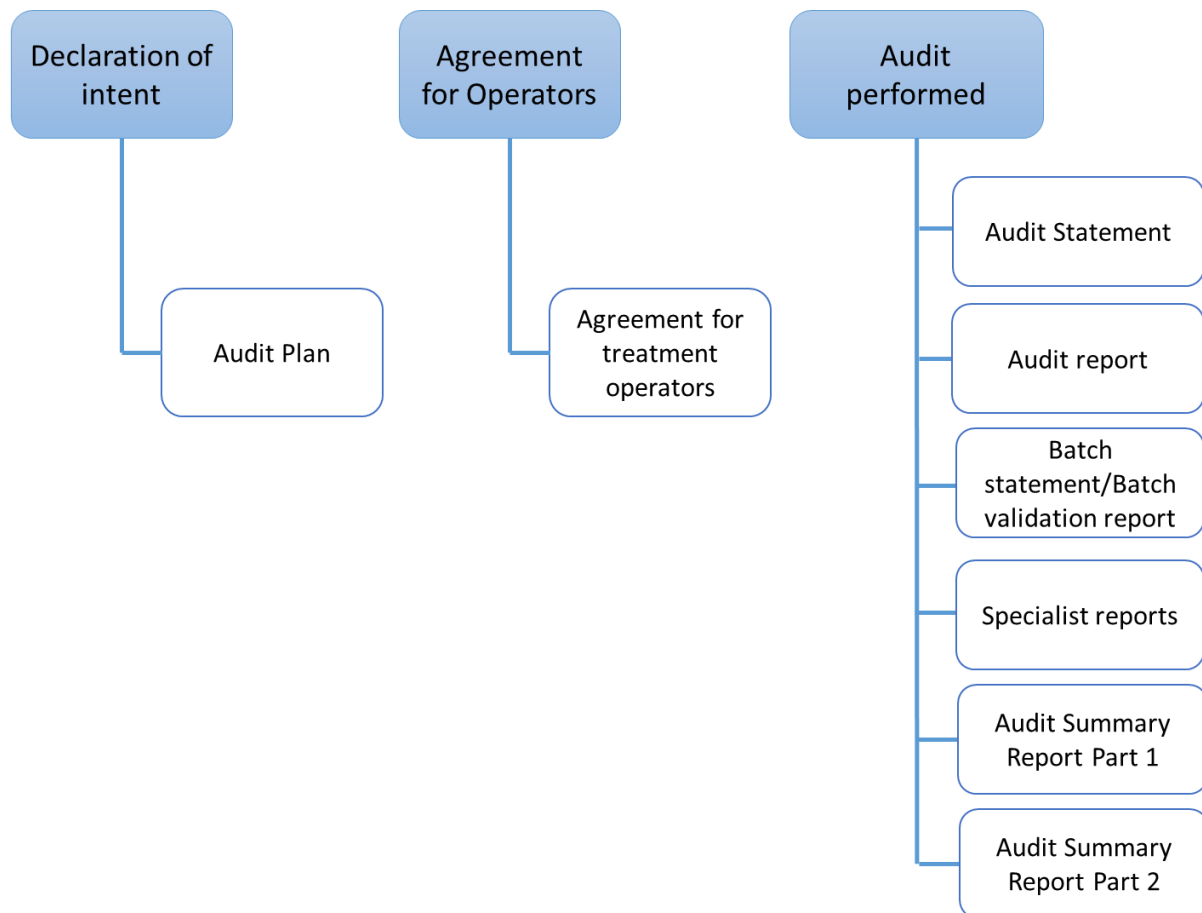 Declaration of
intent
Agreement
for Operators
Audit
performed
Audit Plan
Agreement for
treatment
operators
Audit Statement
Audit report
Batch
statement/Batch
validation report
Specialist reports
Audit Summary
Report Part 1
Audit Summary
Report Part 2